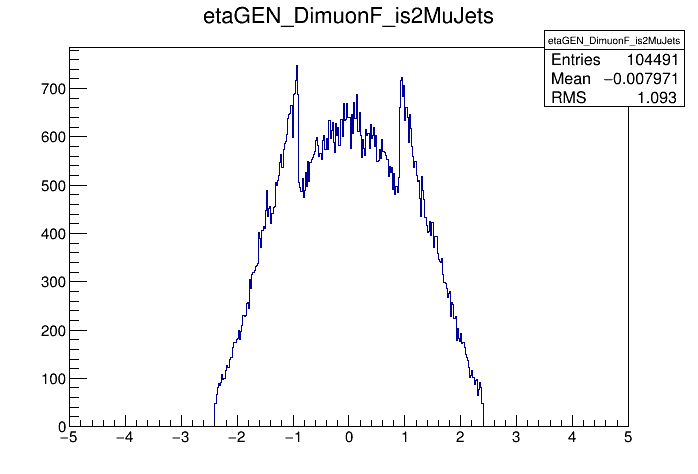 etaGEN_DimuonF_is2MuJets
etaGEN_DimuonF_is2MuJets
Entries 104491
Mean −0.007971
RMS 1.093
700
600
500
400
300
200
100
0
−5 −4 −3 −2 −1 0 1 2 3 4 5